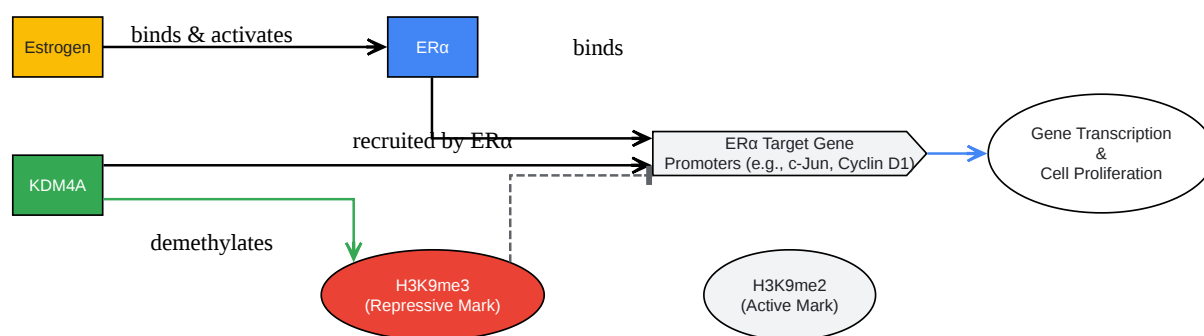 Estrogen
binds & activates
ERα
binds
recruited by ERα
ERα Target Gene
Promoters (e.g., c-Jun, Cyclin D1)
Gene Transcription
&
Cell Proliferation
KDM4A
demethylates
H3K9me3
(Repressive Mark)
H3K9me2
(Active Mark)